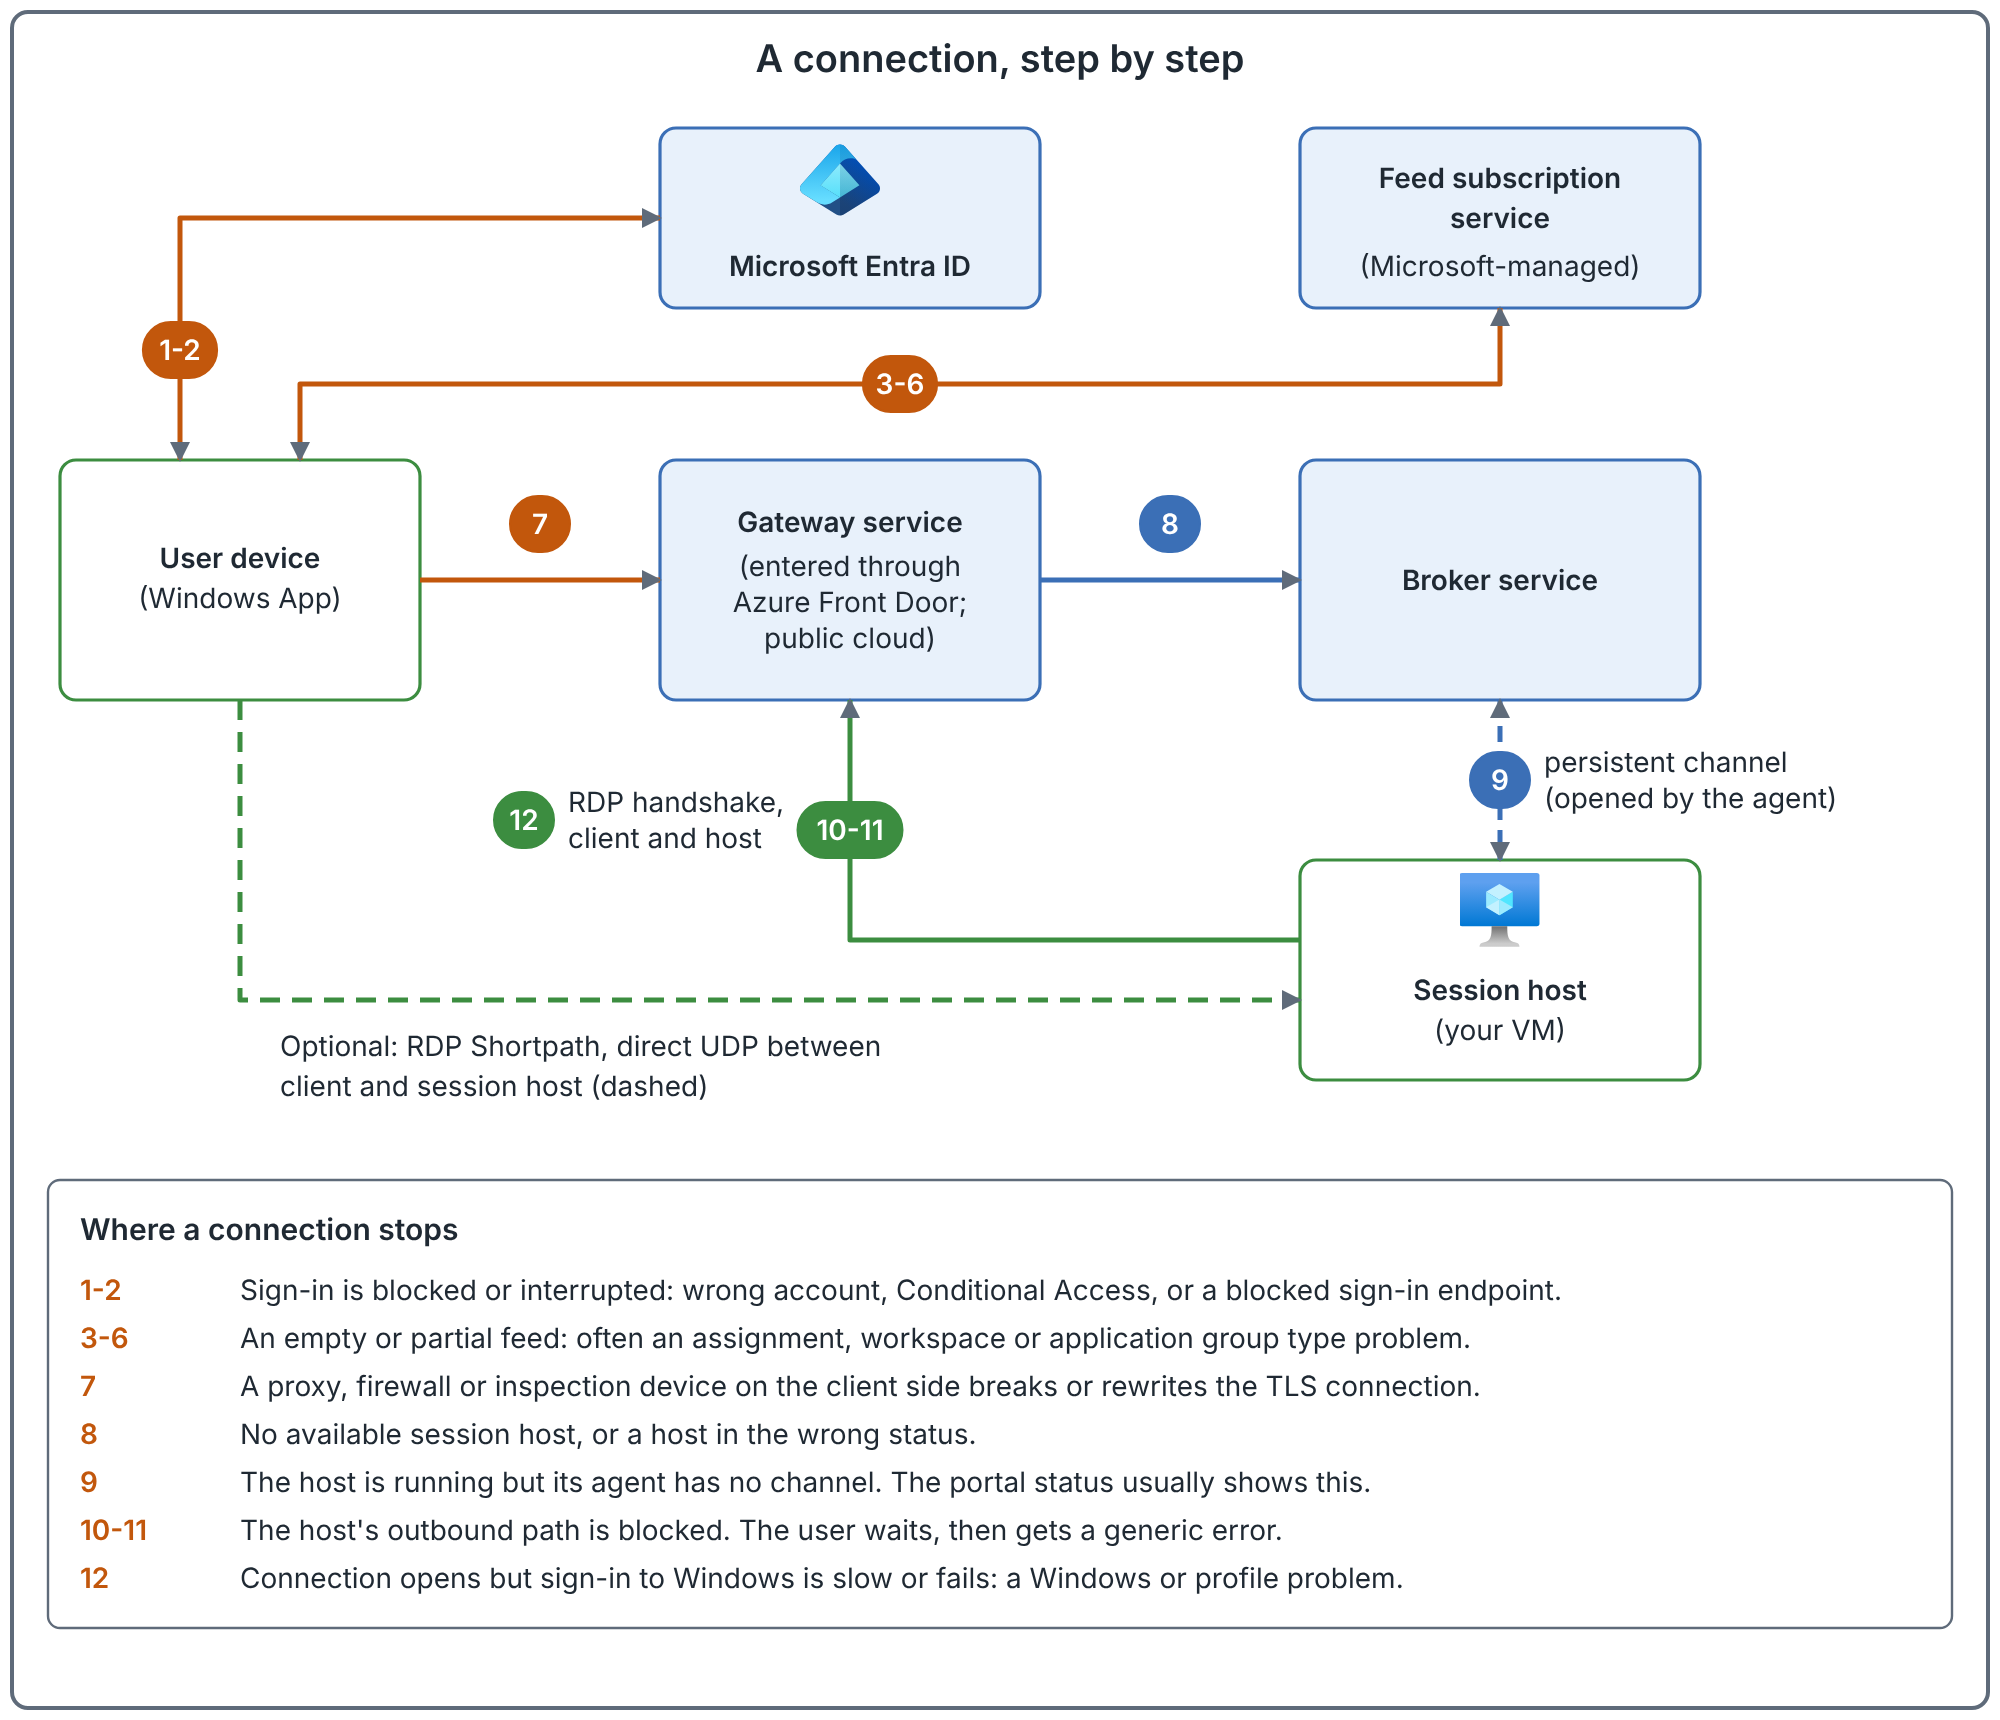 A connection, step by step
Microsoft Entra ID
Feed subscription
service
(Microsoft-managed)
1-2
3-6
User device
(Windows App)
7
Gateway service
(entered through
Azure Front Door;
public cloud)
8
Broker service
12
RDP handshake,
client and host
10-11
9
persistent channel
(opened by the agent)
Session host
(your VM)
Optional: RDP Shortpath, direct UDP between
client and session host (dashed)
Where a connection stops
1-2 Sign-in is blocked or interrupted: wrong account, Conditional Access, or a blocked sign-in endpoint.
3-6 An empty or partial feed: often an assignment, workspace or application group type problem.
7 A proxy, firewall or inspection device on the client side breaks or rewrites the TLS connection.
8 No available session host, or a host in the wrong status.
9 The host is running but its agent has no channel. The portal status usually shows this.
10-11 The host's outbound path is blocked. The user waits, then gets a generic error.
12 Connection opens but sign-in to Windows is slow or fails: a Windows or profile problem.